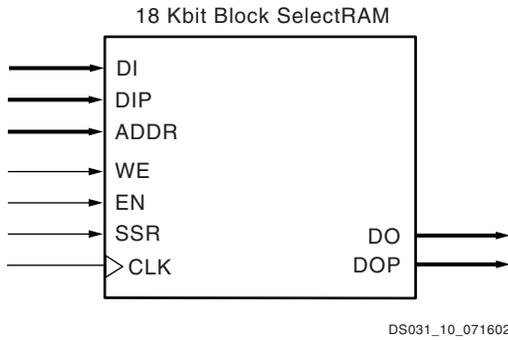 18 Kbit Block SelectRAM
DI
DIP
ADDR
WE
EN
SSR
CLK
DO
DOP
DS031_10_071602